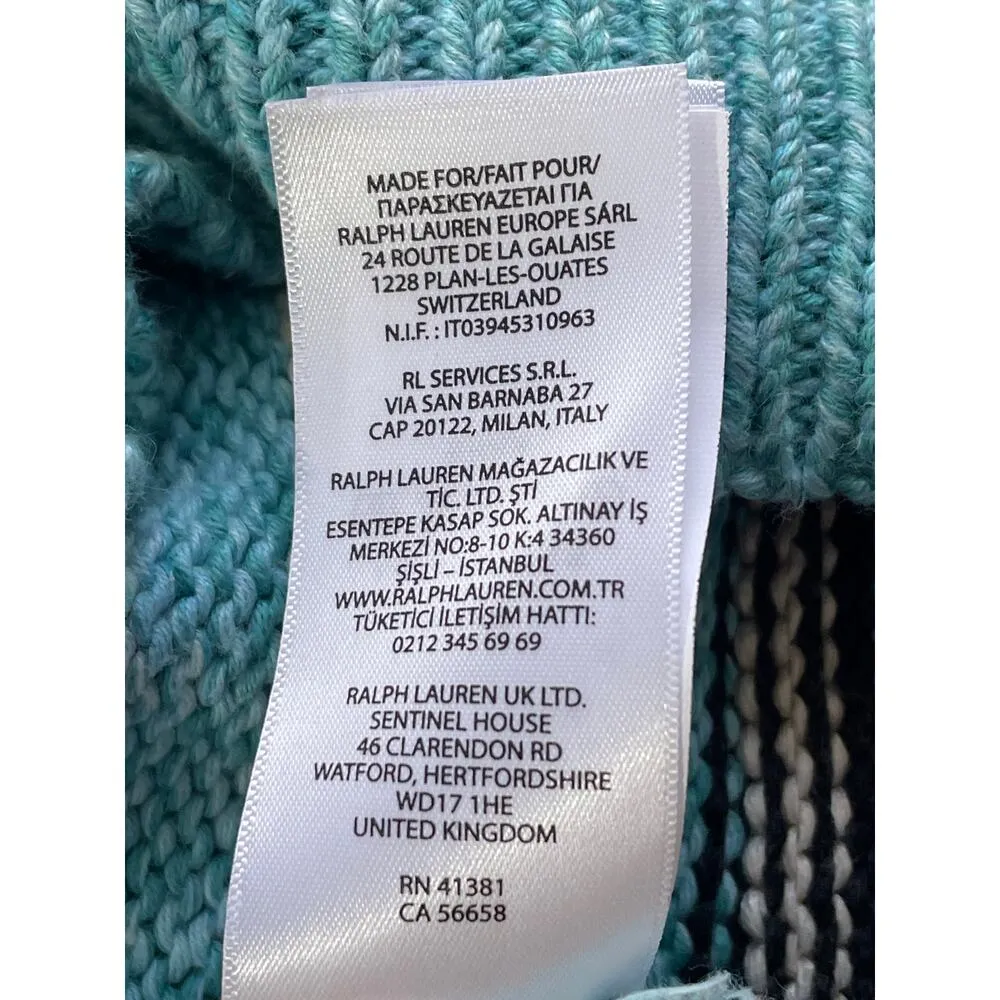 MADE FOR/FAIT POUR/
ΠΑΡΑΣΚΕΥΑΖΕΤΑΙ ΓΙΑ
RALPH LAUREN EUROPE SÁRL
24 ROUTE DE LA GALAISE
1228 PLAN-LES-OUATES
SWITZERLAND
N.I.F. : IT03945310963
RL SERVICES S.R.L.
VIA SAN BARNABA 27
CAP 20122, MILAN, ITALY
RALPH LAUREN MAĞAZACILIK VE
TİC. LTD. ŞTİ
ESENTEPE KASAP SOK. ALTINAY İŞ
MERKEZİ NO:8-10 K:4 34360
ŞİŞLİ – İSTANBUL
WWW.RALPHLAUREN.COM.TR
TÜKETİCİ İLETİŞİM HATTI:
0212 345 69 69
RALPH LAUREN UK LTD.
SENTINEL HOUSE
46 CLARENDON RD
WATFORD, HERTFORDSHIRE
WD17 1HE
UNITED KINGDOM
RN 41381
CA 56658